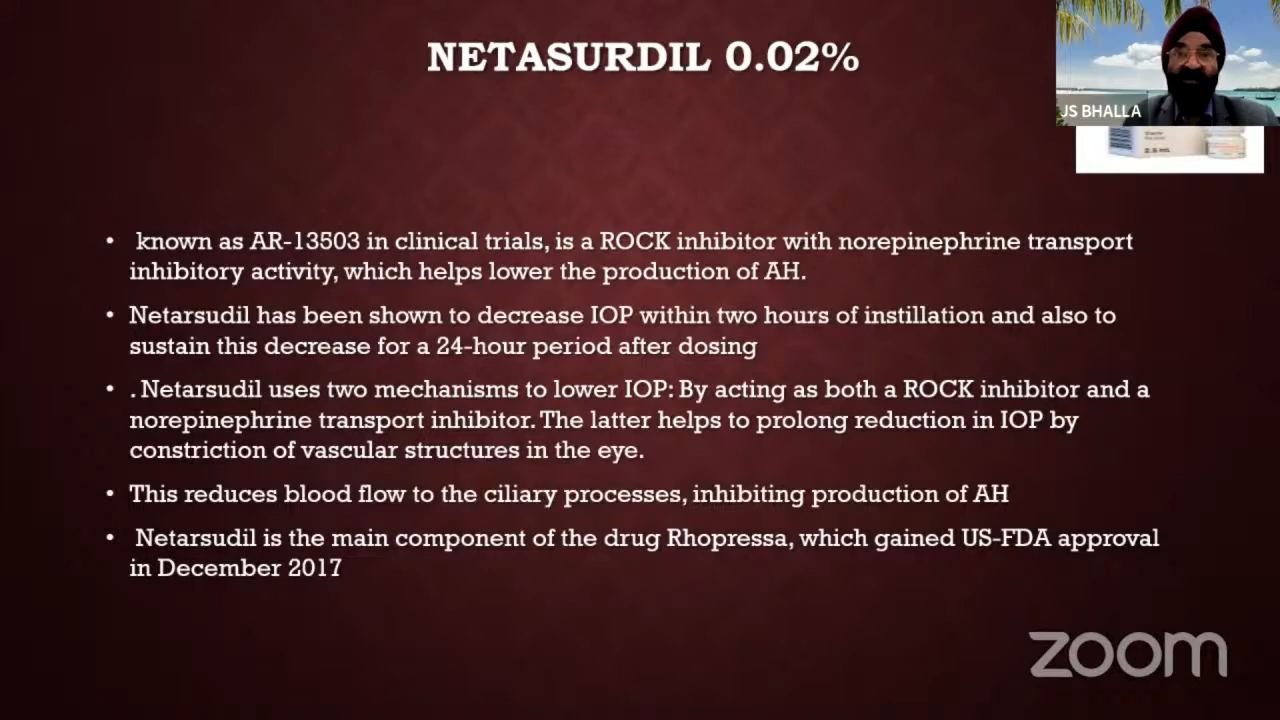 NETASURDIL 0.02%
JS BHALLA
2.5 mL
• known as AR-13503 in clinical trials, is a ROCK inhibitor with norepinephrine transport
inhibitory activity, which helps lower the production of AH.
• Netarsudil has been shown to decrease IOP within two hours of instillation and also to
sustain this decrease for a 24-hour period after dosing
• . Netarsudil uses two mechanisms to lower IOP: By acting as both a ROCK inhibitor and a
norepinephrine transport inhibitor. The latter helps to prolong reduction in IOP by
constriction of vascular structures in the eye.
• This reduces blood flow to the ciliary processes, inhibiting production of AH
• Netarsudil is the main component of the drug Rhopressa, which gained US-FDA approval
in December 2017
zoom